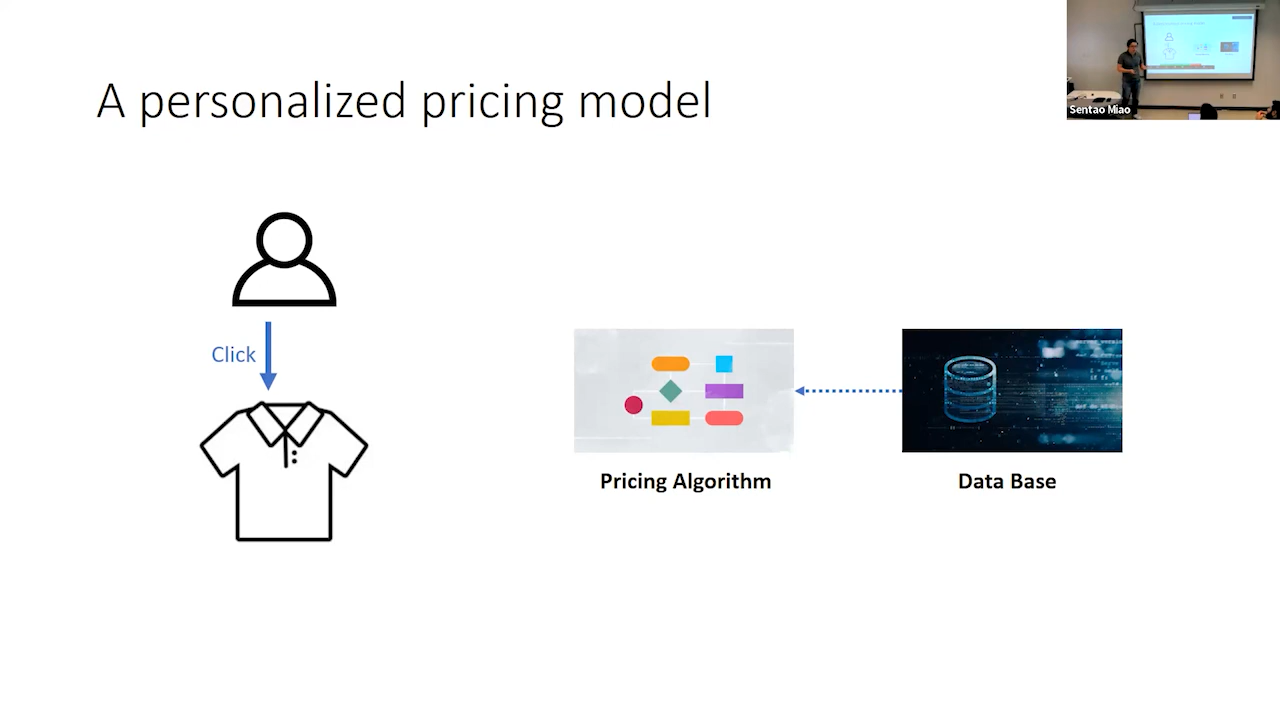 A personalized pricing model
Sentao Miao
Click
Pricing Algorithm
Data Base